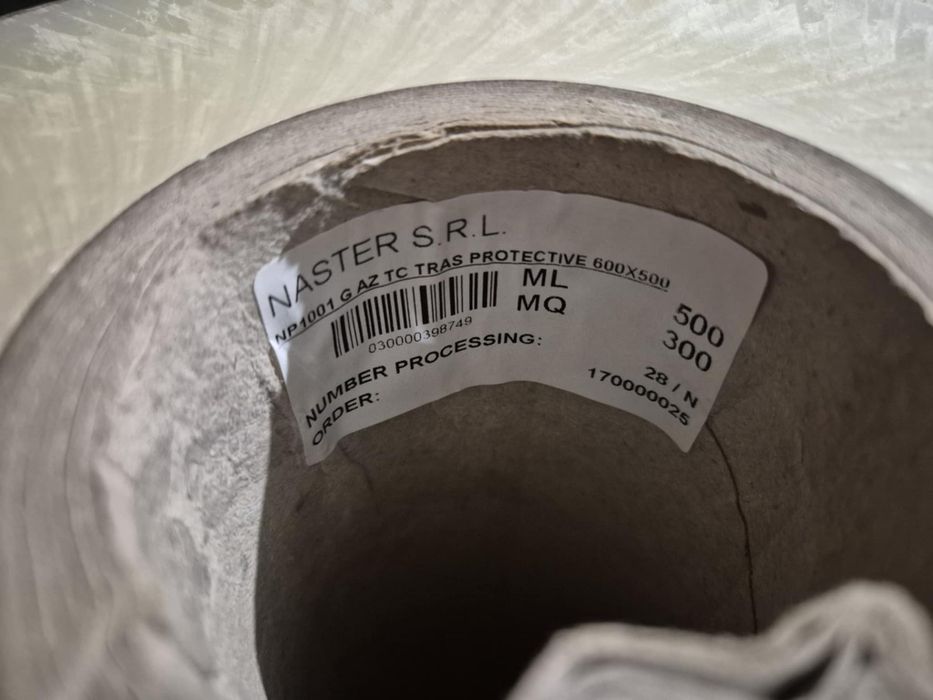 NASTER S.R.L.
NP1001 G AZ TC TRAS PROTECTIVE 600X500
030000398749
ML 500
MQ 300
NUMBER PROCESSING: 28 / N
ORDER: 170000025